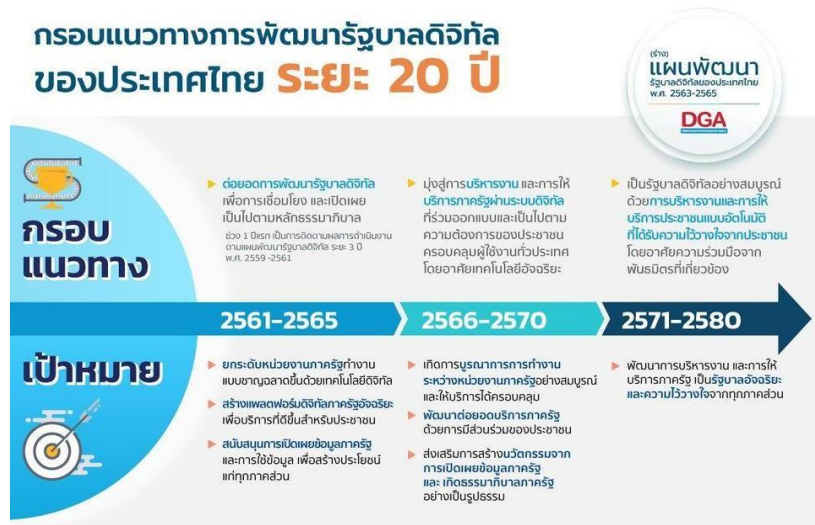 กรอบแนวทางการพัฒนารัฐบาลดิจิทัล
ของประเทศไทย ระยะ 20 ปี
(ร่าง)
แผนพัฒนา
รัฐบาลดิจิทัลของประเทศไทย
พ.ศ. 2563-2565
DGA
กรอบ
แนวทาง
ต่อยอดการพัฒนารัฐบาลดิจิทัล
เพื่อการเชื่อมโยง และเปิดเผย
เป็นไปตามหลักธรรมาภิบาล
ช่วง 1 ปีแรก เป็นการติดตามผลการดำเนินงาน
ตามแผนพัฒนารัฐบาลดิจิทัล ระยะ 3 ปี
พ.ศ. 2559 -2561
มุ่งสู่การบริหารงาน และการให้
บริการภาครัฐผ่านระบบดิจิทัล
ที่ร่วมออกแบบและเป็นไปตาม
ความต้องการของประชาชน
ครอบคลุมผู้ใช้งานทั่วประเทศ
โดยอาศัยเทคโนโลยีอัจฉริยะ
เป็นรัฐบาลดิจิทัลอย่างสมบูรณ์
ด้วยการบริหารงานและการให้
บริการประชาชนแบบอัตโนมัติ
ที่ได้รับความไว้วางใจจากประชาชน
โดยอาศัยความร่วมมือจาก
พันธมิตรที่เกี่ยวข้อง
2561-2565
2566-2570
2571-2580
เป้าหมาย
ยกระดับหน่วยงานภาครัฐทำงาน
แบบชาญฉลาดขึ้นด้วยเทคโนโลยีดิจิทัล
สร้างแพลตฟอร์มดิจิทัลภาครัฐอัจฉริยะ
เพื่อบริการที่ดีขึ้นสำหรับประชาชน
สนับสนุนการเปิดเผยข้อมูลภาครัฐ
และการใช้ข้อมูล เพื่อสร้างประโยชน์
แก่ทุกภาคส่วน
เกิดการบูรณาการการทำงาน
ระหว่างหน่วยงานภาครัฐอย่างสมบูรณ์
และให้บริการได้ครอบคลุม
พัฒนาต่อยอดบริการภาครัฐ
ด้วยการมีส่วนร่วมของประชาชน
ส่งเสริมการสร้างนวัตกรรมจาก
การเปิดเผยข้อมูลภาครัฐ
และ เกิดธรรมาภิบาลภาครัฐ
อย่างเป็นรูปธรรม
พัฒนาการบริหารงาน และการให้
บริการภาครัฐ เป็นรัฐบาลอัจฉริยะ
และความไว้วางใจจากทุกภาคส่วน